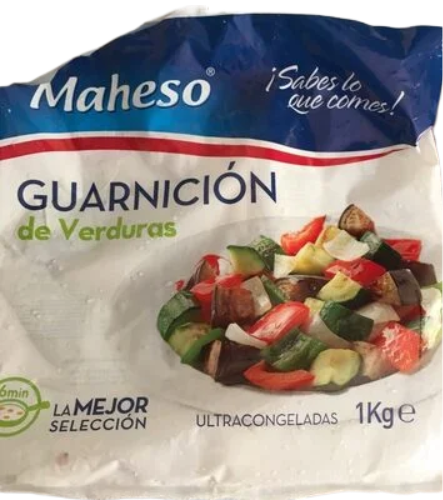 Maheso®
¡Sabes lo
que comes!
GUARNICIÓN
de Verduras
6min
LA MEJOR
SELECCIÓN
ULTRACONGELADAS 1Kg e